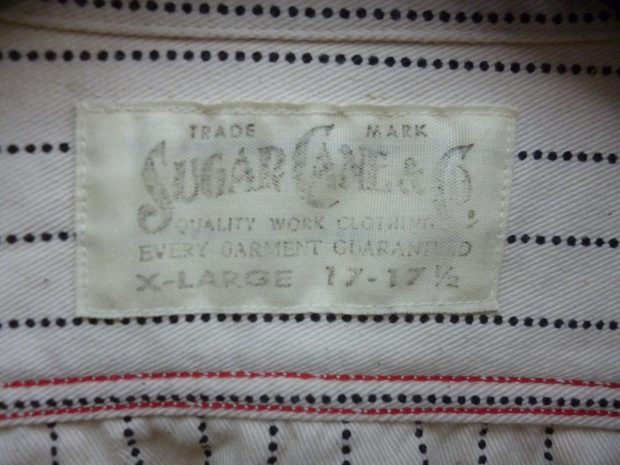 TRADE MARK
SUGAR CANE & Co.
QUALITY WORK CLOTHING
EVERY GARMENT GUARANTEED
X-LARGE 17-17½